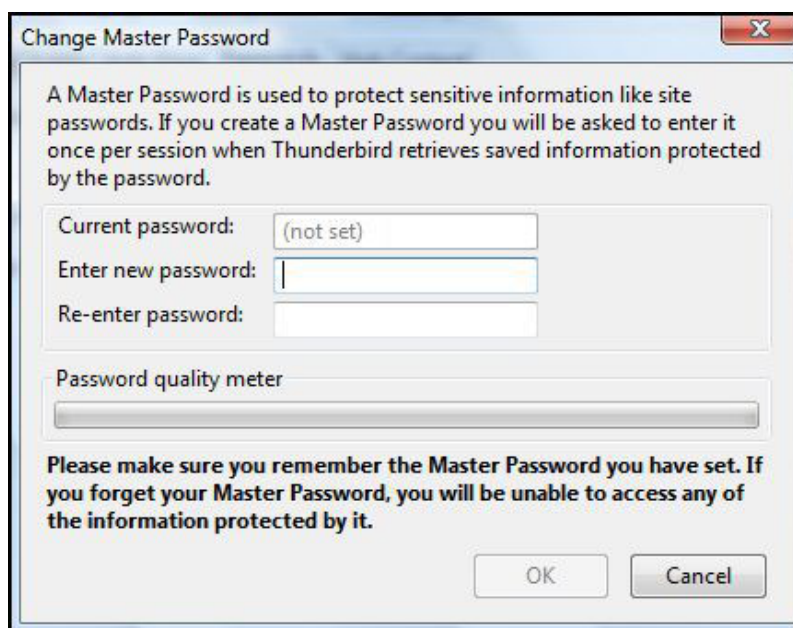 Change Master Password
A Master Password is used to protect sensitive information like site
passwords. If you create a Master Password you will be asked to enter it
once per session when Thunderbird retrieves saved information protected
by the password.
Current password: (not set)
Enter new password:
Re-enter password:
Password quality meter
Please make sure you remember the Master Password you have set. If
you forget your Master Password, you will be unable to access any of
the information protected by it.
OK Cancel